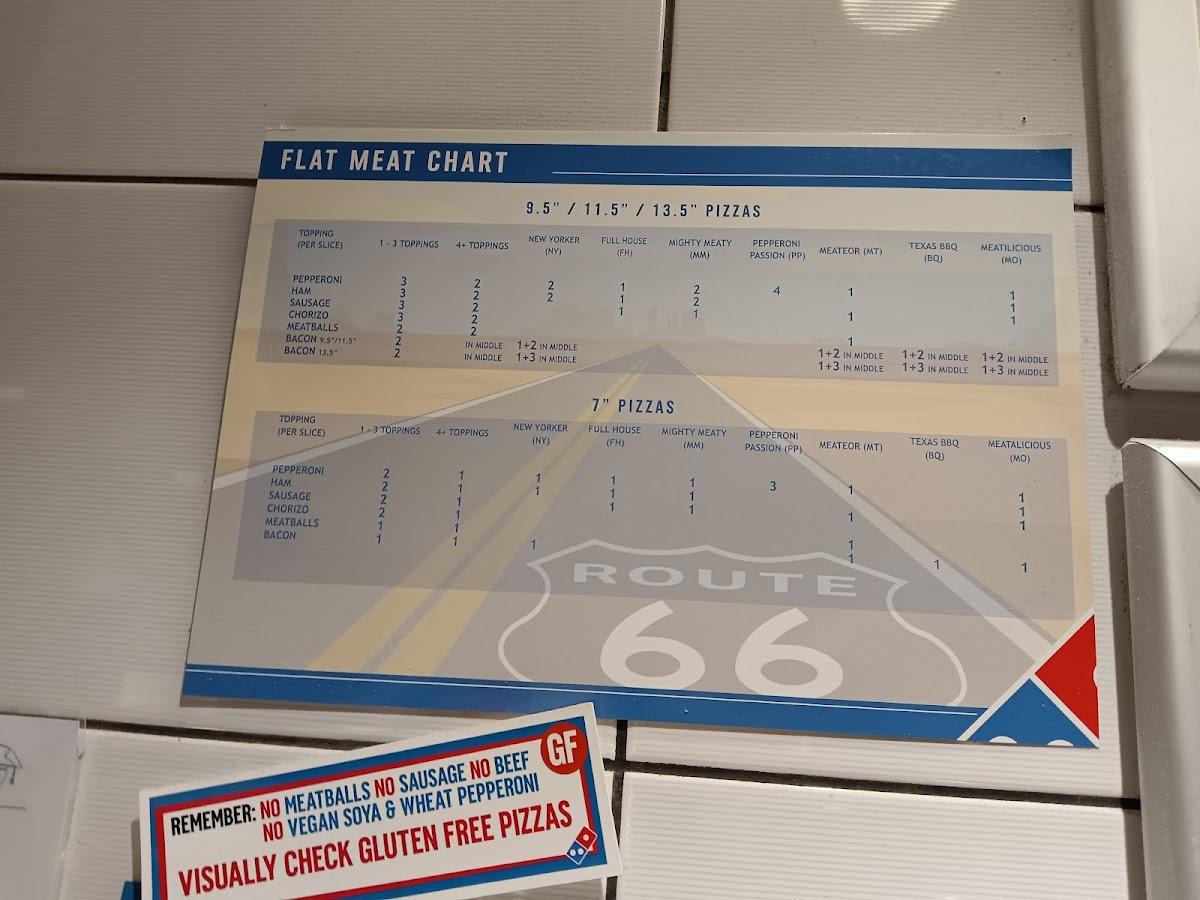 FLAT MEAT CHART
9.5” / 11.5” / 13.5” PIZZAS
TOPPING (PER SLICE) 1 - 3 TOPPINGS 4+ TOPPINGS NEW YORKER (NY) FULL HOUSE (FH) MIGHTY MEATY (MM) PEPPERONI PASSION (PP) MEATEOR (MT) TEXAS BBQ (BQ) MEATILICIOUS (MO)
PEPPERONI 3 2 2 1 2 4 1 1
HAM 3 2 2 1 2 1
SAUSAGE 3 2 1 1 1 1
CHORIZO 3 2
MEATBALLS 2 2 1
BACON 9.5"/11.5" 2 IN MIDDLE 1+2 IN MIDDLE 1+2 IN MIDDLE 1+2 IN MIDDLE 1+2 IN MIDDLE
BACON 13.5" 2 IN MIDDLE 1+3 IN MIDDLE 1+3 IN MIDDLE 1+3 IN MIDDLE 1+3 IN MIDDLE
7” PIZZAS
TOPPING (PER SLICE) 1 - 3 TOPPINGS 4+ TOPPINGS NEW YORKER (NY) FULL HOUSE (FH) MIGHTY MEATY (MM) PEPPERONI PASSION (PP) MEATEOR (MT) TEXAS BBQ (BQ) MEATALICIOUS (MO)
PEPPERONI 2 1 1 1 1 3 1 1
HAM 2 1 1 1 1 1
SAUSAGE 2 1 1 1 1 1
CHORIZO 2 1
MEATBALLS 1 1 1
BACON 1 1 1 1 1 1
ROUTE
66
REMEMBER: NO MEATBALLS NO SAUSAGE NO BEEF GF
NO VEGAN SOYA & WHEAT PEPPERONI
VISUALLY CHECK GLUTEN FREE PIZZAS